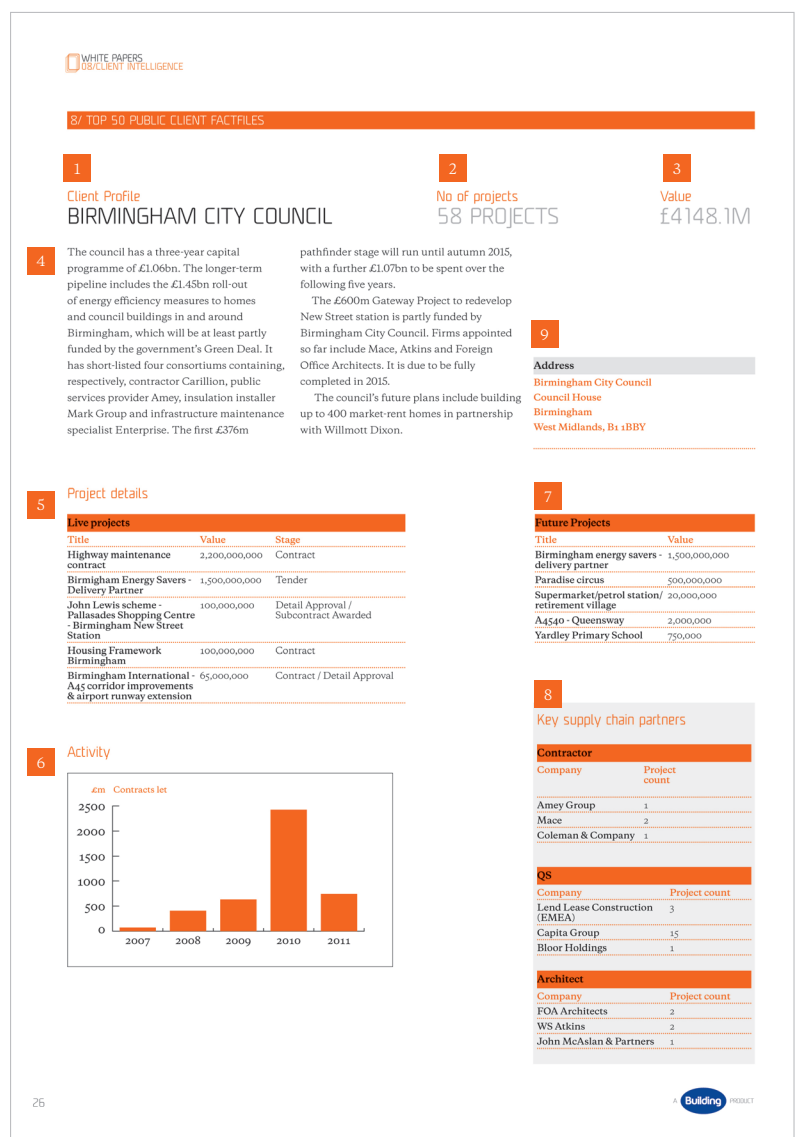 WHITE PAPERS
08/CLIENT INTELLIGENCE
8/ TOP 50 PUBLIC CLIENT FACTFILES
1
Client Profile
BIRMINGHAM CITY COUNCIL
2
No of projects
58 PROJECTS
3
Value
£4148.1M
4
The council has a three-year capital
programme of £1.06bn. The longer-term
pipeline includes the £1.45bn roll-out
of energy efficiency measures to homes
and council buildings in and around
Birmingham, which will be at least partly
funded by the government's Green Deal. It
has short-listed four consortiums containing,
respectively, contractor Carillion, public
services provider Amey, insulation installer
Mark Group and infrastructure maintenance
specialist Enterprise. The first £376m
pathfinder stage will run until autumn 2015,
with a further £1.07bn to be spent over the
following five years.
The £600m Gateway Project to redevelop
New Street station is partly funded by
Birmingham City Council. Firms appointed
so far include Mace, Atkins and Foreign
Office Architects. It is due to be fully
completed in 2015.
The council's future plans include building
up to 400 market-rent homes in partnership
with Willmott Dixon.
9
Address
Birmingham City Council
Council House
Birmingham
West Midlands, B1 1BBY
5
Project details
Live projects
Title Value Stage
Highway maintenance 2,200,000,000 Contract
contract
Birmigham Energy Savers - 1,500,000,000 Tender
Delivery Partner
John Lewis scheme - 100,000,000 Detail Approval /
Pallasades Shopping Centre Subcontract Awarded
- Birmingham New Street
Station
Housing Framework 100,000,000 Contract
Birmingham
Birmingham International - 65,000,000 Contract / Detail Approval
A45 corridor improvements
& airport runway extension
7
Future Projects
Title Value
Birmingham energy savers - 1,500,000,000
delivery partner
Paradise circus 500,000,000
Supermarket/petrol station/ 20,000,000
retirement village
A4540 - Queensway 2,000,000
Yardley Primary School 750,000
6
Activity
£m Contracts let
2500
2000
1500
1000
500
0
2007 2008 2009 2010 2011
8
Key supply chain partners
Contractor
Company Project
count
Amey Group 1
Mace 2
Coleman & Company 1
QS
Company Project count
Lend Lease Construction 3
(EMEA)
Capita Group 15
Bloor Holdings 1
Architect
Company Project count
FOA Architects 2
WS Atkins 2
John McAslan & Partners 1
26
A Building PRODUCT